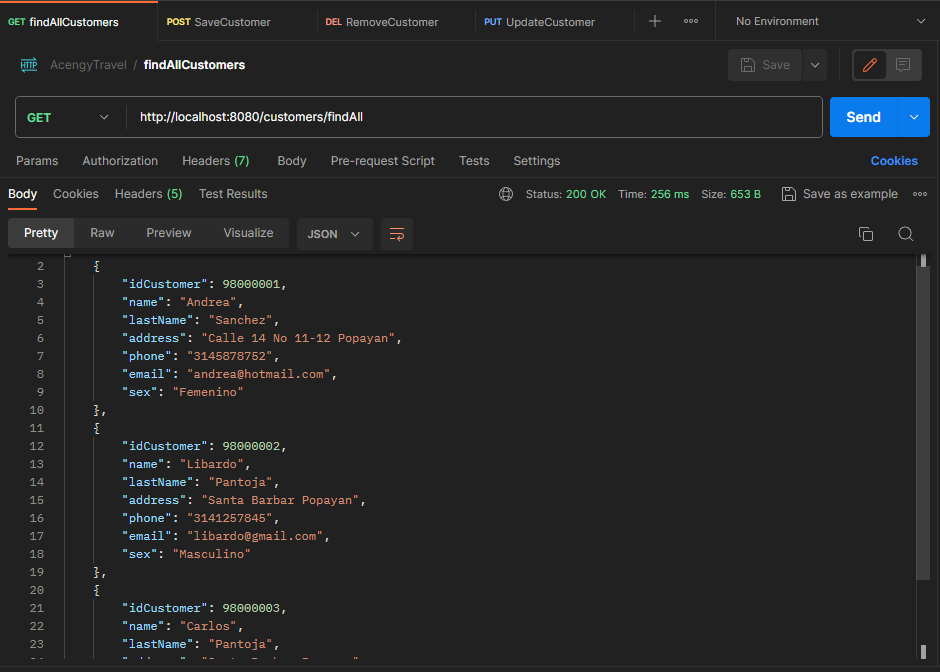 GET findAllCustomers POST SaveCustomer DEL RemoveCustomer PUT UpdateCustomer No Environment
HTTP AcengyTravel / findAllCustomers Save
GET http://localhost:8080/customers/findAll Send
Params Authorization Headers (7) Body Pre-request Script Tests Settings Cookies
Body Cookies Headers (5) Test Results Status: 200 OK Time: 256 ms Size: 653 B Save as example
Pretty Raw Preview Visualize JSON
2 {
3 "idCustomer": 98000001,
4 "name": "Andrea",
5 "lastName": "Sanchez",
6 "address": "Calle 14 No 11-12 Popayan",
7 "phone": "3145878752",
8 "email": "andrea@hotmail.com",
9 "sex": "Femenino"
10 },
11 {
12 "idCustomer": 98000002,
13 "name": "Libardo",
14 "lastName": "Pantoja",
15 "address": "Santa Barbar Popayan",
16 "phone": "3141257845",
17 "email": "libardo@gmail.com",
18 "sex": "Masculino"
19 },
20 {
21 "idCustomer": 98000003,
22 "name": "Carlos",
23 "lastName": "Pantoja",